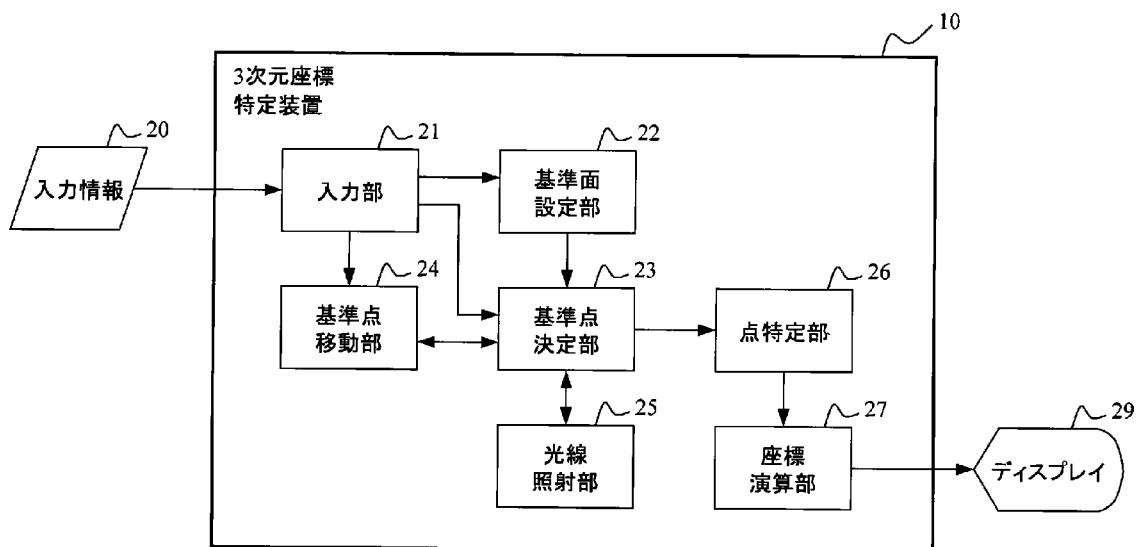 10
3次元座標
特定装置
20
21
22
入力情報
入力部
基準面
設定部
24
23
26
基準点
移動部
基準点
決定部
点特定部
25
27
29
光線
照射部
座標
演算部
ディスプレイ